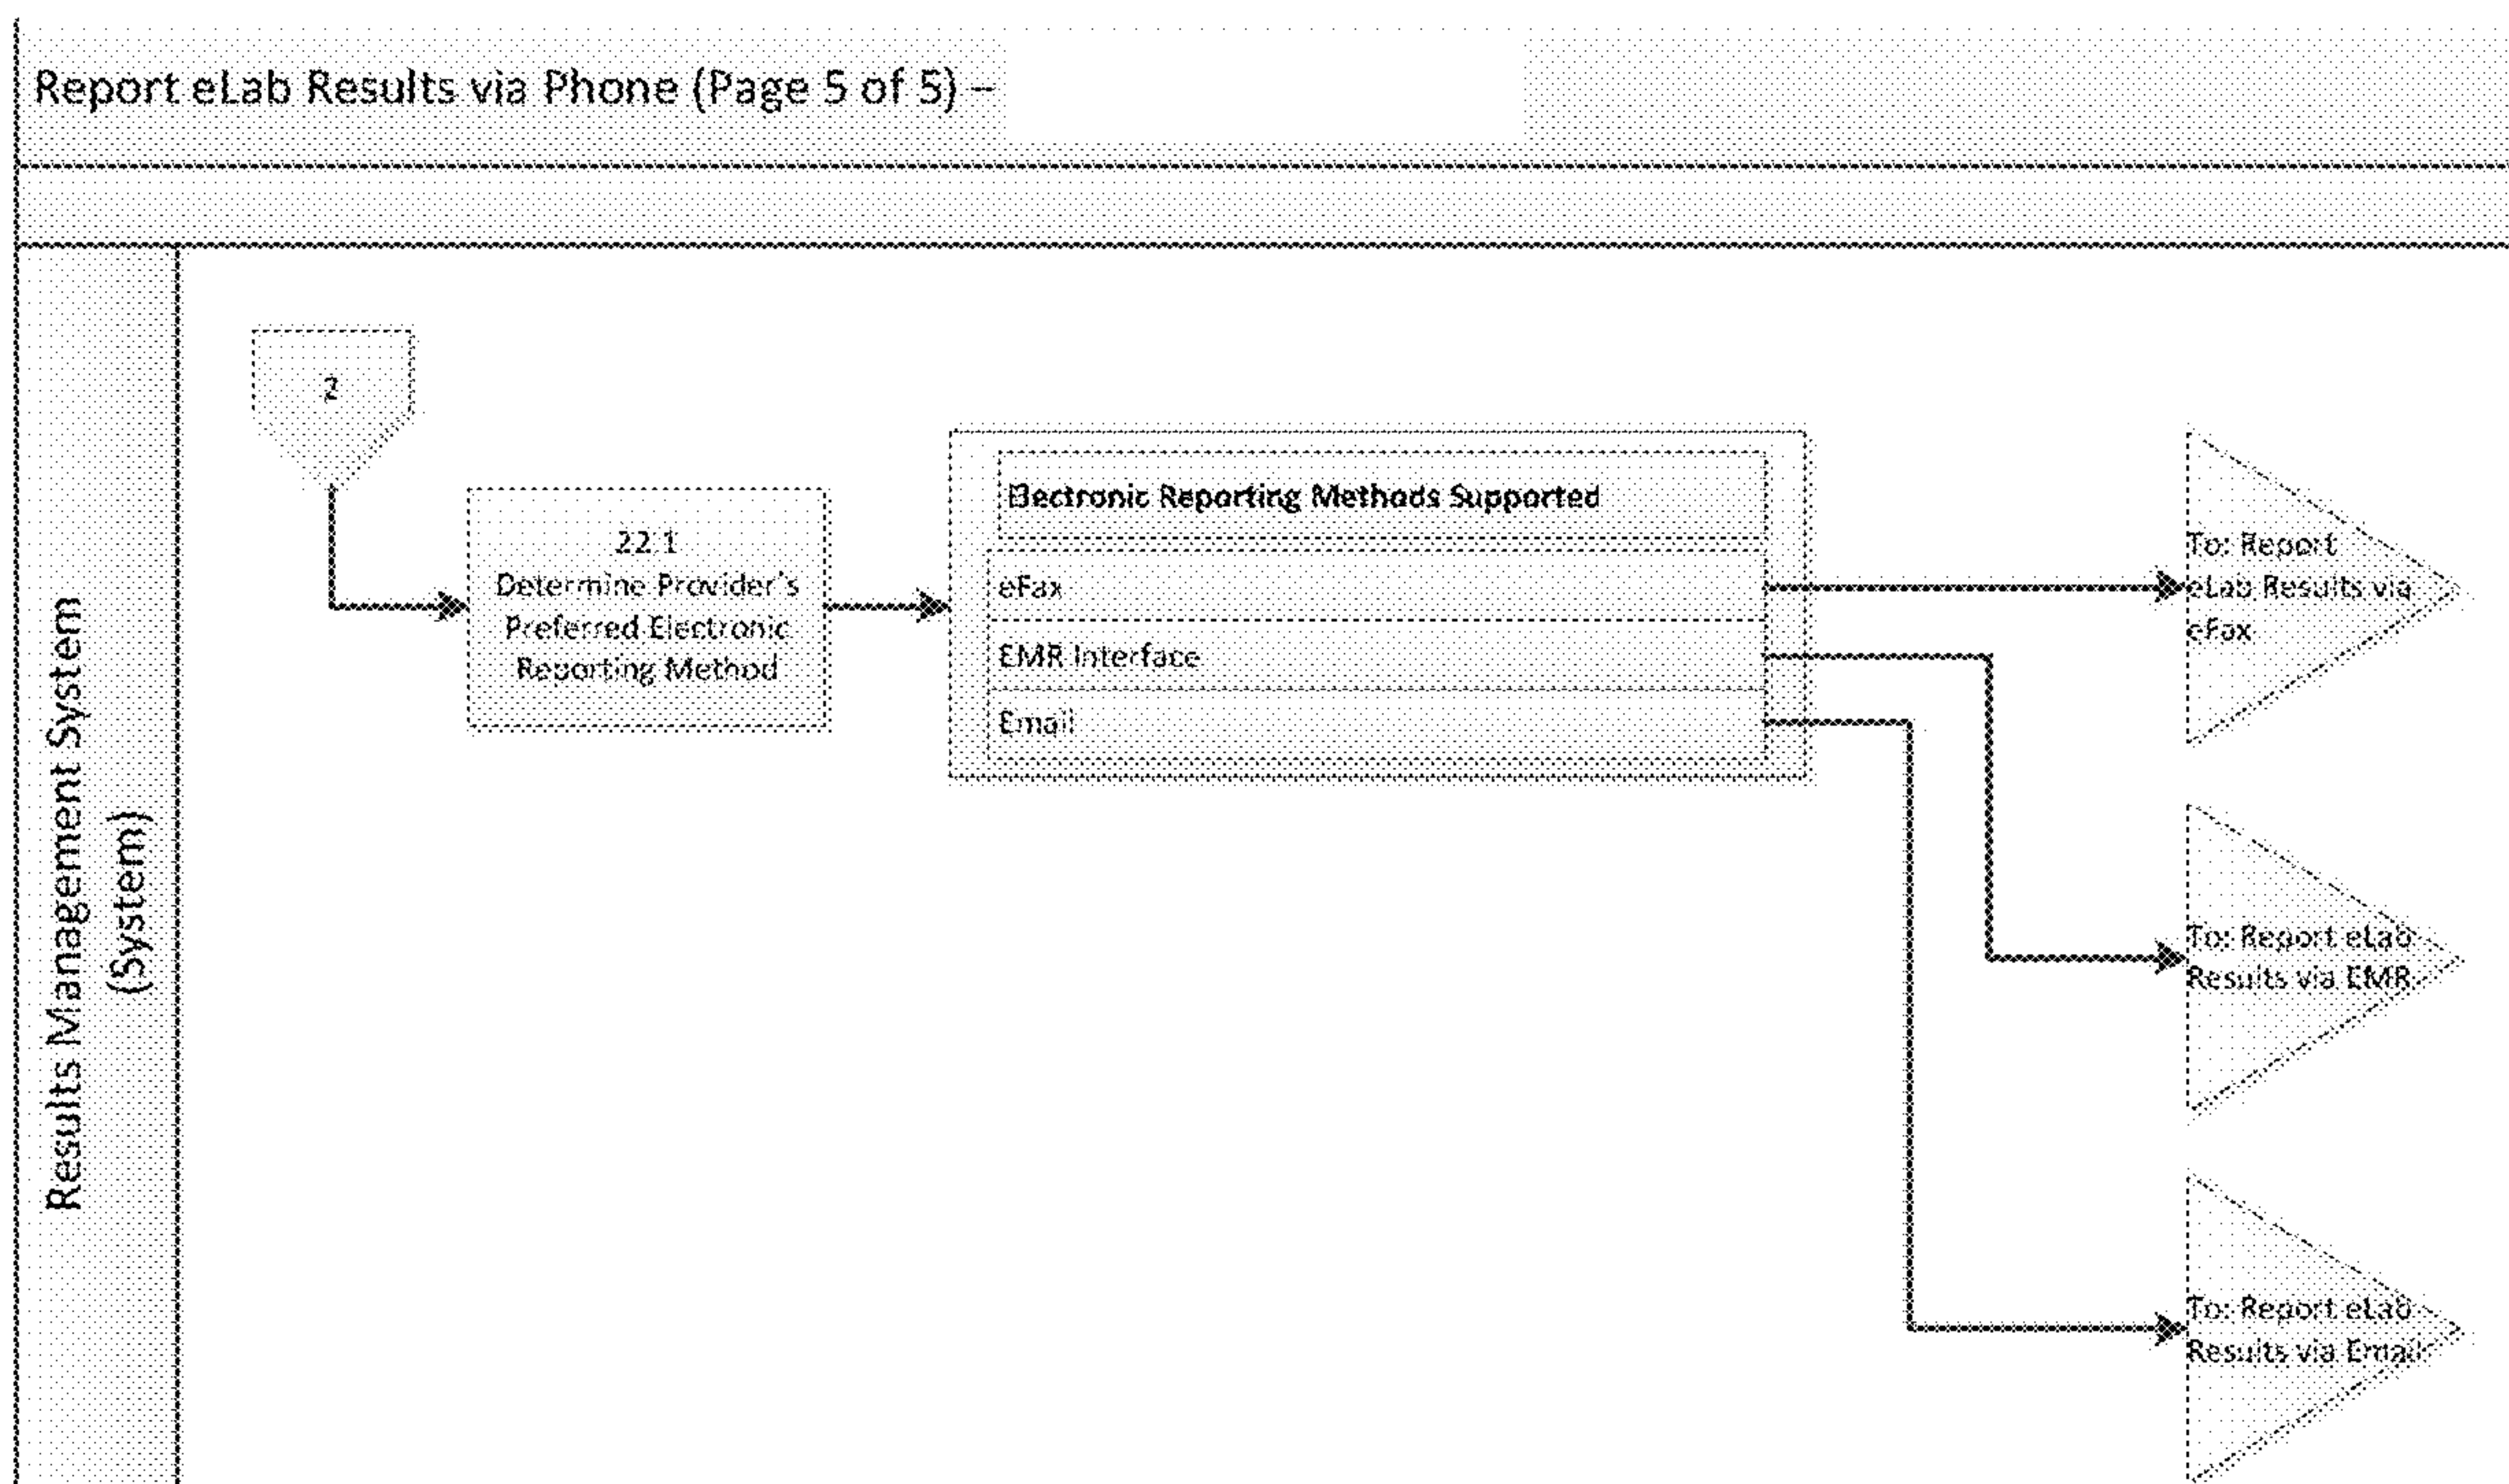 Report eLab Results via Phone (Page 5 of 5) –
Results Management System
(System)
2
22.1
Determine Provider's
Preferred Electronic
Reporting Method
Electronic Reporting Methods Supported
eFax
EMR Interface
Email
To: Report
eLab Results via
eFax
To: Report eLab
Results via EMR
To: Report eLab
Results via Email